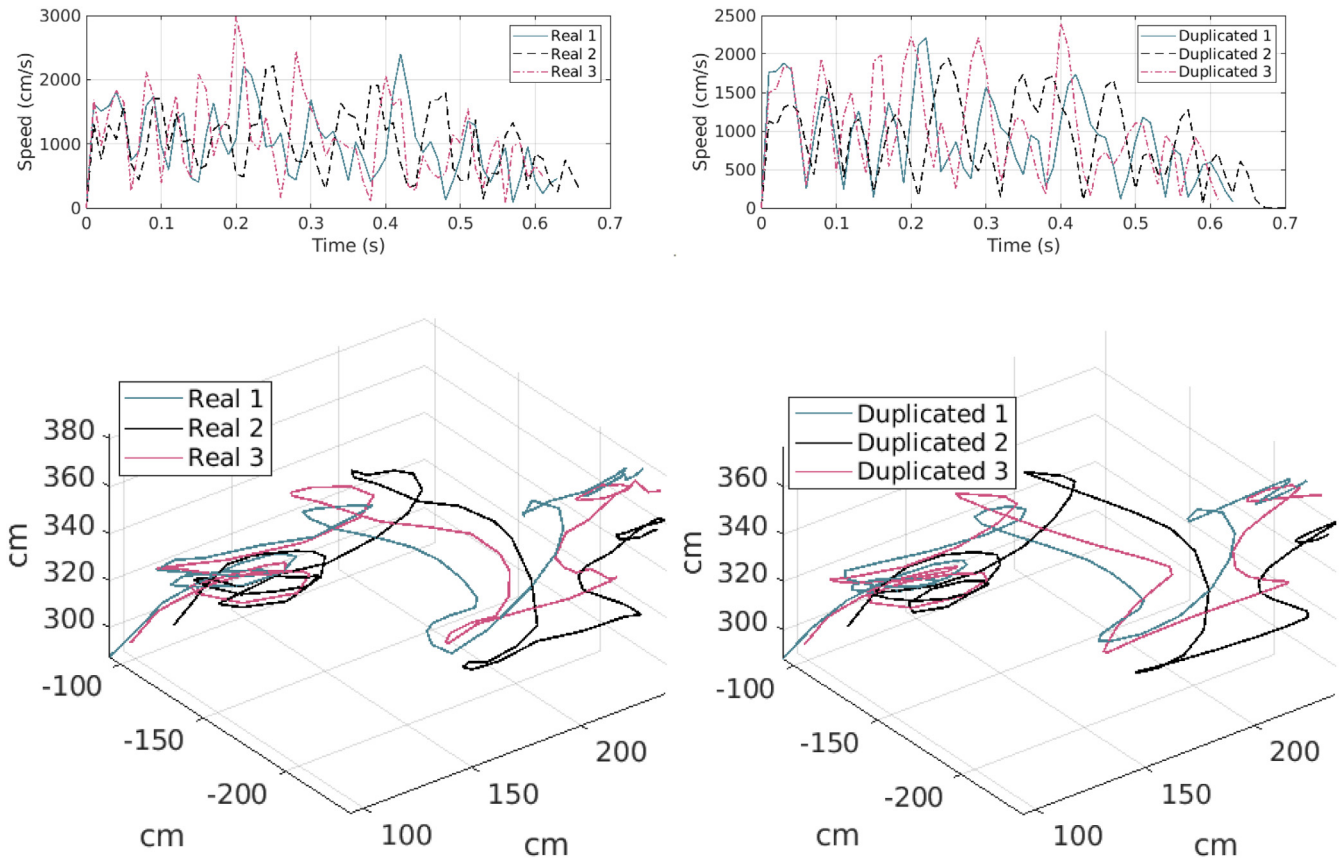 3000
2000
1000
0
Speed (cm/s)
0 0.1 0.2 0.3 0.4 0.5 0.6 0.7
Time (s)
Real 1
Real 2
Real 3
2500
2000
1500
1000
500
0
Speed (cm/s)
0 0.1 0.2 0.3 0.4 0.5 0.6 0.7
Time (s)
Duplicated 1
Duplicated 2
Duplicated 3
Real 1
Real 2
Real 3
380
360
340
320
300
cm
-100
-150
-200
cm
100
150
200
cm
Duplicated 1
Duplicated 2
Duplicated 3
360
340
320
300
cm
-100
-150
-200
cm
100
150
200
cm